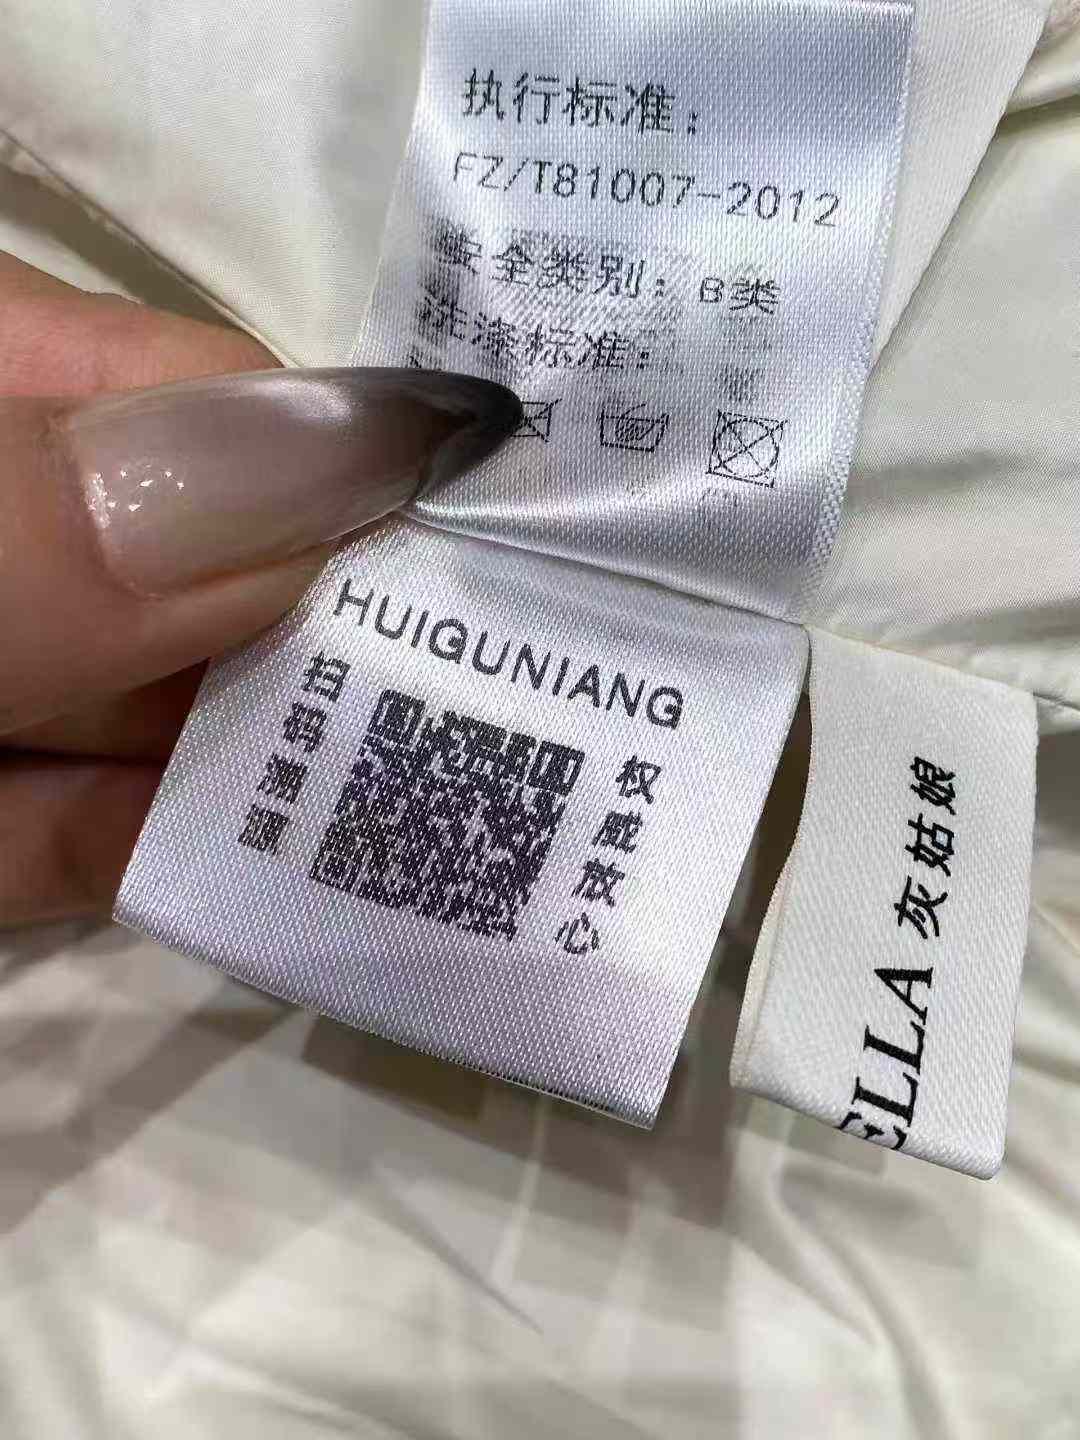 执行标准：
FZ/T81007-2012
安全类别：B类
洗涤标准：
HUIGUNIANG
扫码溯源
权威放心
ELLA 灰姑娘